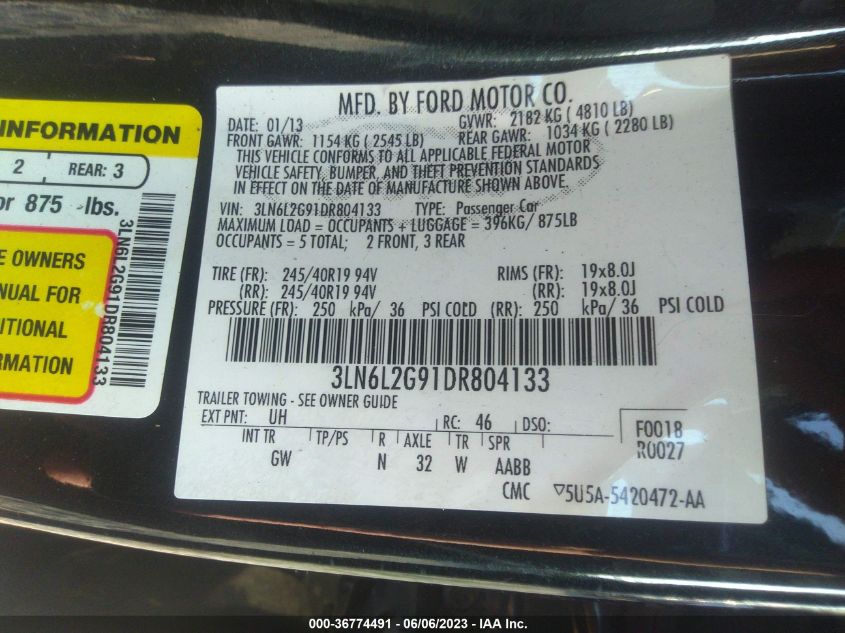 INFORMATION
2 REAR: 3
or 875 lbs.
E OWNERS
NUAL FOR
ITIONAL
RMATION
3LN6L2G91DR804133
MFD. BY FORD MOTOR CO.
DATE: 01/13 GVWR: 2182 KG ( 4810 LB)
FRONT GAWR: 1154 KG ( 2545 LB) REAR GAWR: 1034 KG ( 2280 LB)
THIS VEHICLE CONFORMS TO ALL APPLICABLE FEDERAL MOTOR
VEHICLE SAFETY, BUMPER, AND THEFT PREVENTION STANDARDS
IN EFFECT ON THE DATE OF MANUFACTURE SHOWN ABOVE.
VIN: 3LN6L2G91DR804133 TYPE: Passenger Car
MAXIMUM LOAD = OCCUPANTS + LUGGAGE = 396KG/ 875LB
OCCUPANTS = 5 TOTAL; 2 FRONT, 3 REAR
TIRE (FR): 245/40R19 94V RIMS (FR): 19x8.0J
(RR): 245/40R19 94V (RR): 19x8.0J
PRESSURE (FR): 250 kPa/ 36 PSI COLD (RR): 250 kPa/ 36 PSI COLD
3LN6L2G91DR804133
TRAILER TOWING - SEE OWNER GUIDE
EXT PNT: UH RC: 46 DSO:
F0018
R0027
INT TR TP/PS R AXLE TR SPR
GW N 32 W AABB
CMC ▽5U5A-5420472-AA
000-36774491 - 06/06/2023 - IAA Inc.